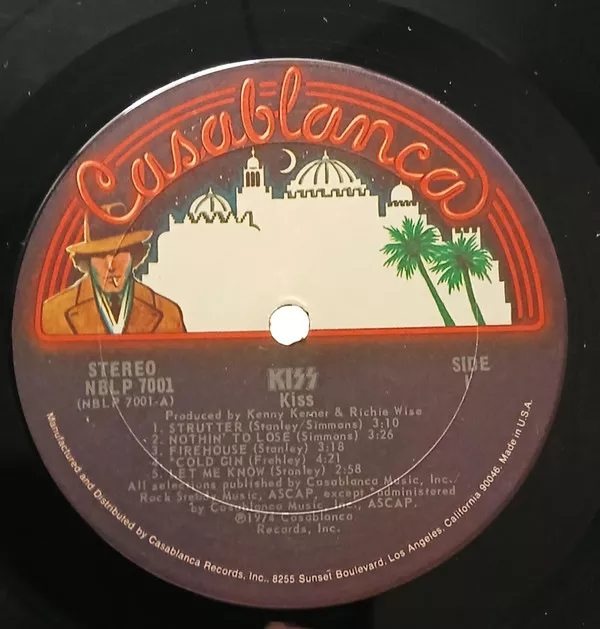 Casablanca
STEREO
NBLP 7001
(NBLP 7001-A)
KISS
Kiss
SIDE
Produced by Kenny Kerner & Richie Wise
1. STRUTTER (Stanley/Simmons) 3:10
2. NOTHIN' TO LOSE (Simmons) 3:26
3. FIREHOUSE (Stanley) 3:18
4. *COLD GIN (Frehley) 4:21
5. LET ME KNOW (Stanley) 2:58
All selections published by Casablanca Music, Inc./
Rock Steady Music, ASCAP, except *administered
by Casablanca Music Inc., ASCAP.
℗1974 Casablanca
Records, Inc.
Manufactured and Distributed by Casablanca Records, Inc., 8255 Sunset Boulevard, Los Angeles, California 90046. Made in U.S.A.